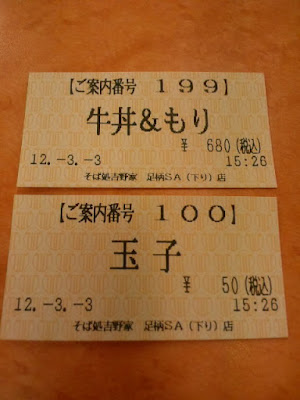 【ご案内番号 199】
牛丼&もり
¥ 680(税込)
12.-3.-3 15:26
そば処吉野家 足柄SA(下り)店
【ご案内番号 100】
玉子
¥ 50(税込)
12.-3.-3 15:26
そば処吉野家 足柄SA(下り)店